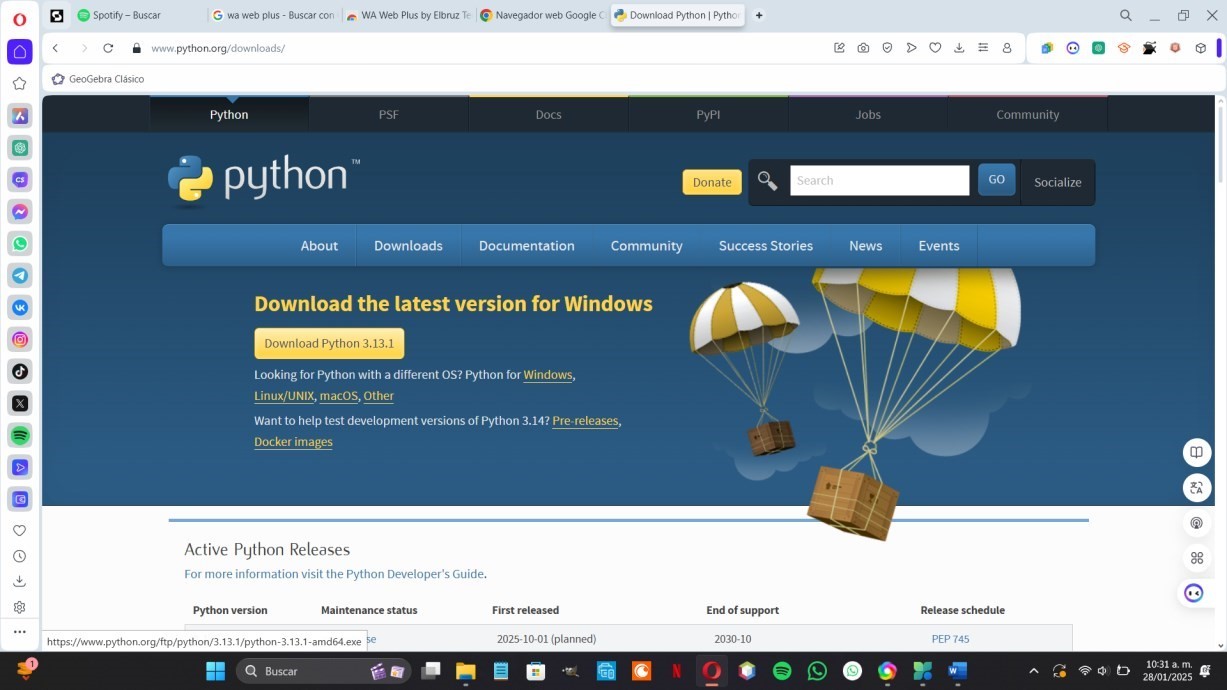 Spotify – Buscar
wa web plus - Buscar con
WA Web Plus by Elbruz Te
Navegador web Google C
Download Python | Pytho
www.python.org/downloads/
GeoGebra Clásico
Python
PSF
Docs
PyPI
Jobs
Community
python™
Donate
Search
GO
Socialize
About
Downloads
Documentation
Community
Success Stories
News
Events
Download the latest version for Windows
Download Python 3.13.1
Looking for Python with a different OS? Python for Windows,
Linux/UNIX, macOS, Other
Want to help test development versions of Python 3.14? Pre-releases,
Docker images
Active Python Releases
For more information visit the Python Developer's Guide.
Python version Maintenance status First released End of support Release schedule
https://www.python.org/ftp/python/3.13.1/python-3.13.1-amd64.exe
se 2025-10-01 (planned) 2030-10 PEP 745
1
Buscar
10:31 a. m.
28/01/2025